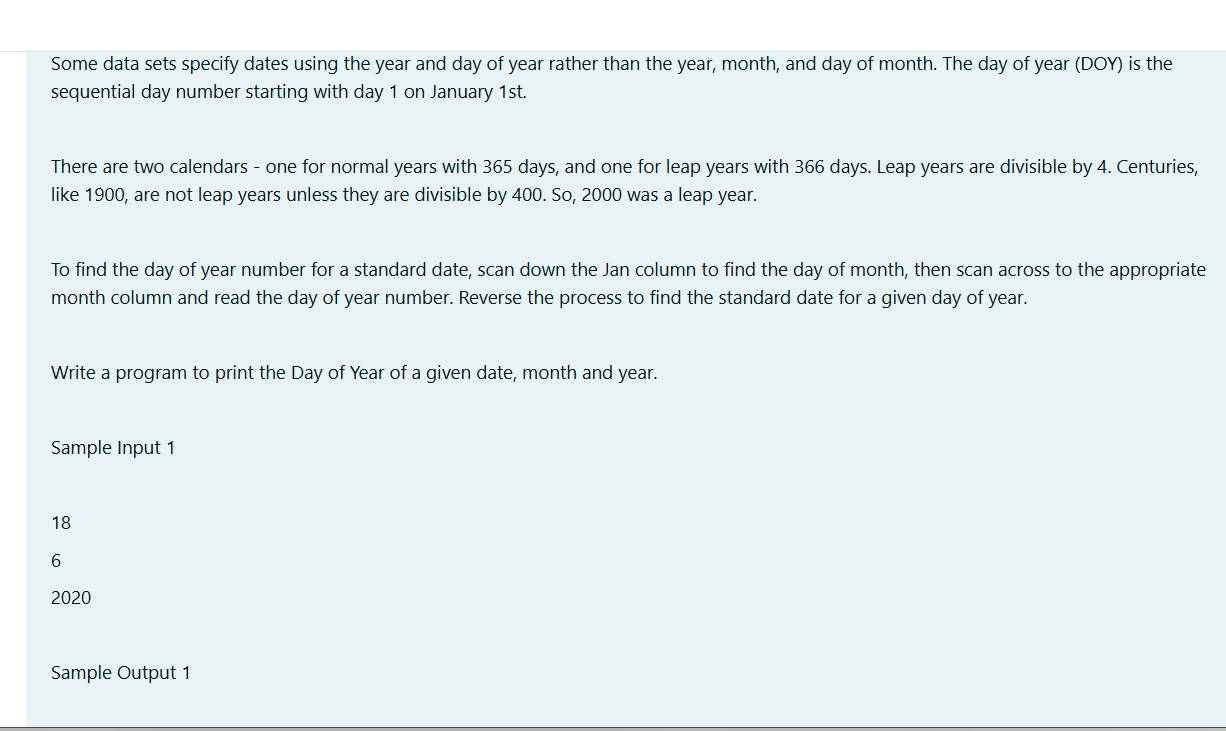 Some data sets specify dates using the year and day of year rather than the year, month, and day of month. The day of year (DOY) is the
sequential day number starting with day 1 on January 1st.
There are two calendars - one for normal years with 365 days, and one for leap years with 366 days. Leap years are divisible by 4. Centuries,
like 1900, are not leap years unless they are divisible by 400. So, 2000 was a leap year.
To find the day of year number for a standard date, scan down the Jan column to find the day of month, then scan across to the appropriate
month column and read the day of year number. Reverse the process to find the standard date for a given day of year.
Write a program to print the Day of Year of a given date, month and year.
Sample Input 1
18
6
2020
Sample Output 1